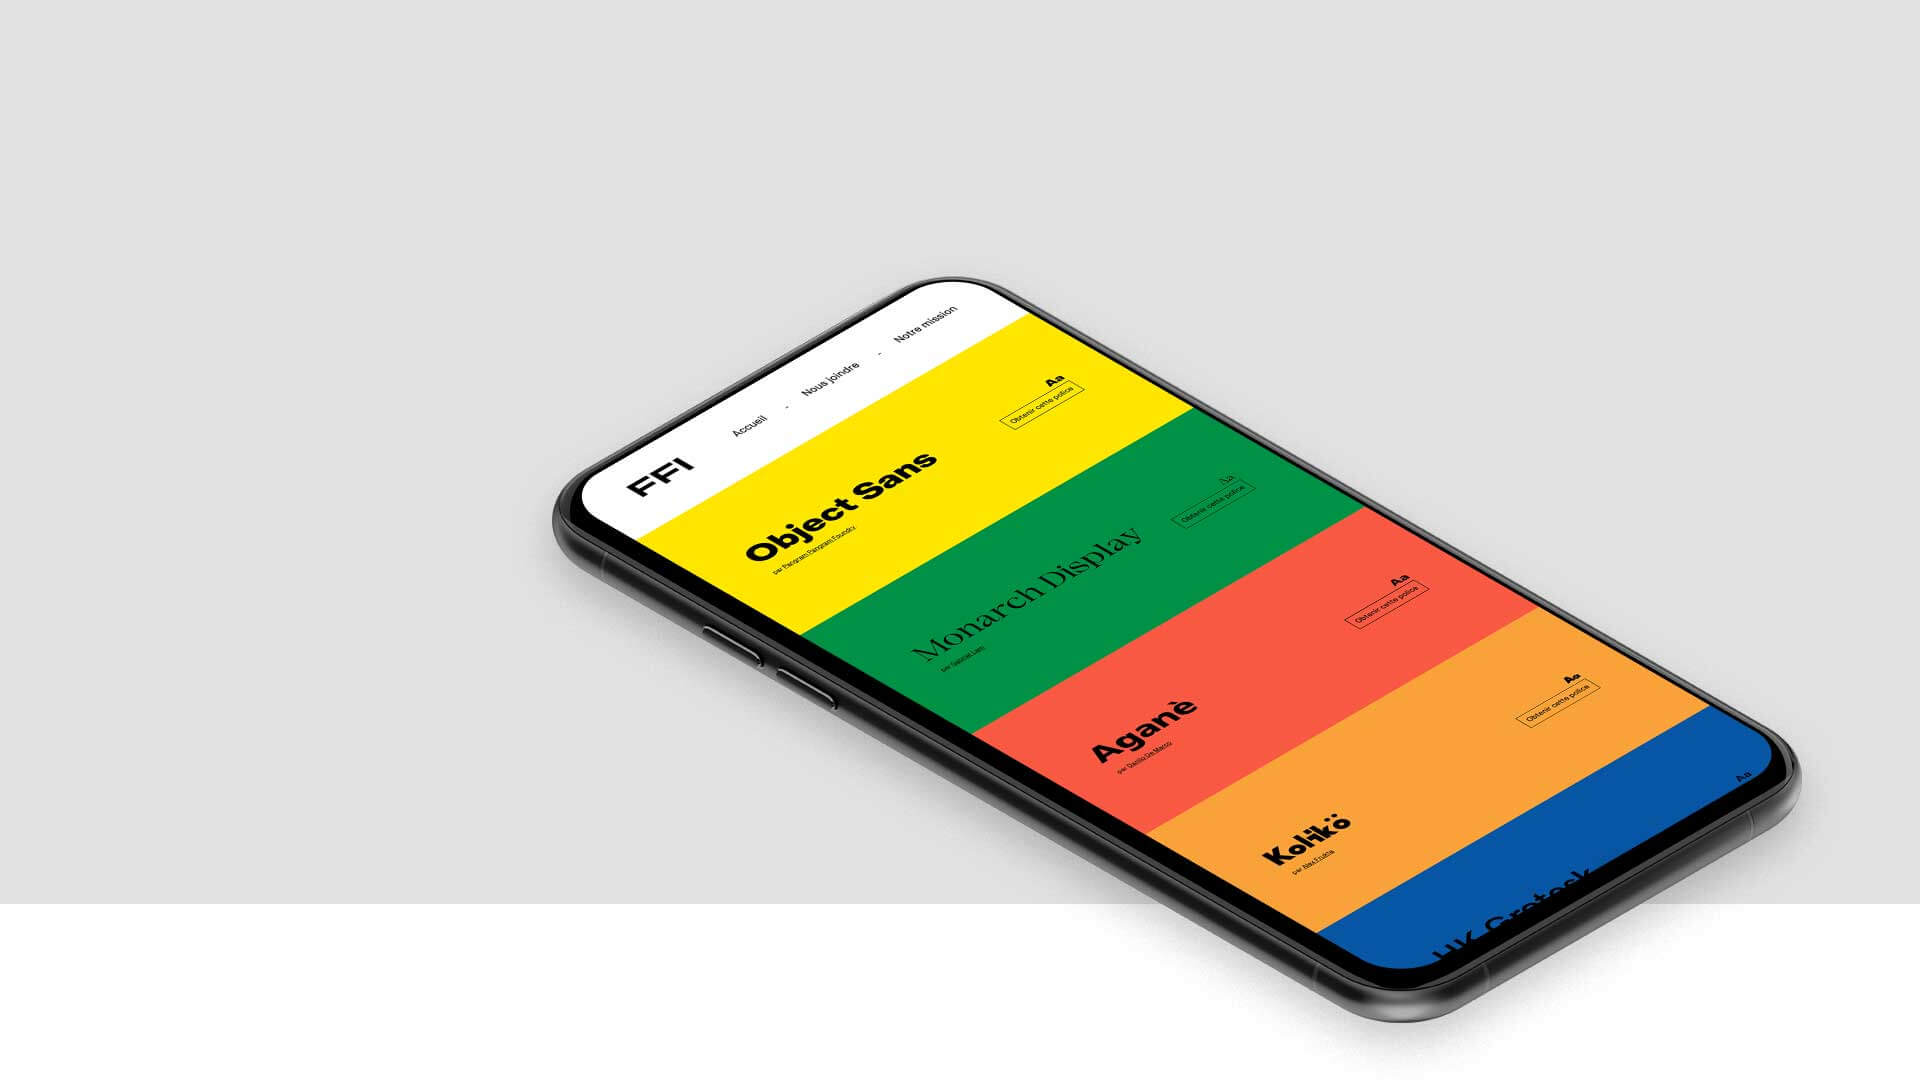 FFI
Accueil - Nous joindre - Notre mission
Object Sans
par Pangram Pangram Foundry
Aa
Obtenir cette police
Monarch Display
par Gabriel Lam
Aa
Obtenir cette police
Aganè
par Danilo De Marco
Aa
Obtenir cette police
Kolikö
par Alex Frukta
Aa
Obtenir cette police
HK Grotesk
Aa